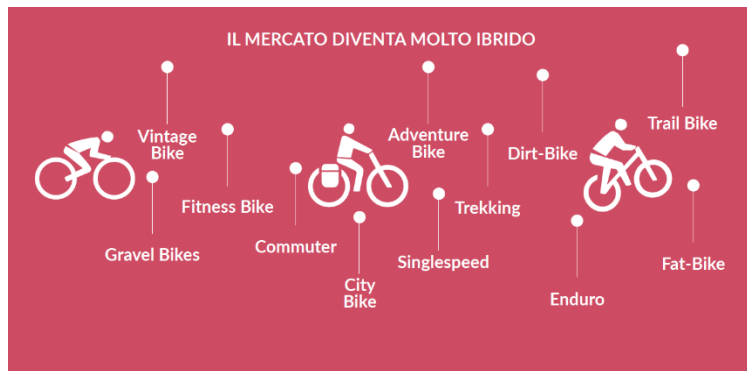 IL MERCATO DIVENTA MOLTO IBRIDO
Vintage
Bike
Adventure
Bike
Trail Bike
Dirt-Bike
Fitness Bike
Trekking
Gravel Bikes
Commuter
Singlespeed
Fat-Bike
City
Bike
Enduro